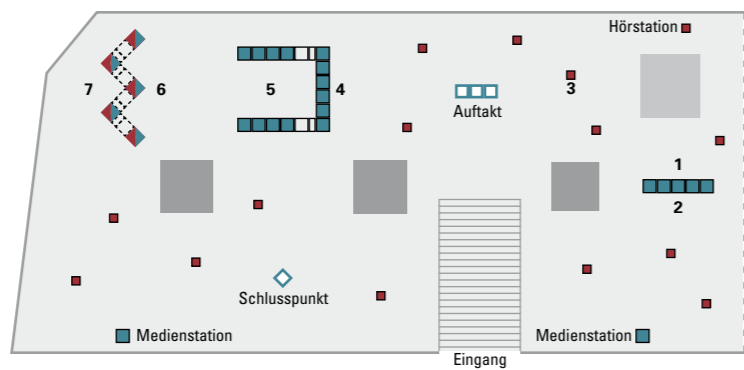 Hörstation
7
6
5
4
3
Auftakt
1
2
Schlusspunkt
Medienstation
Medienstation
Eingang